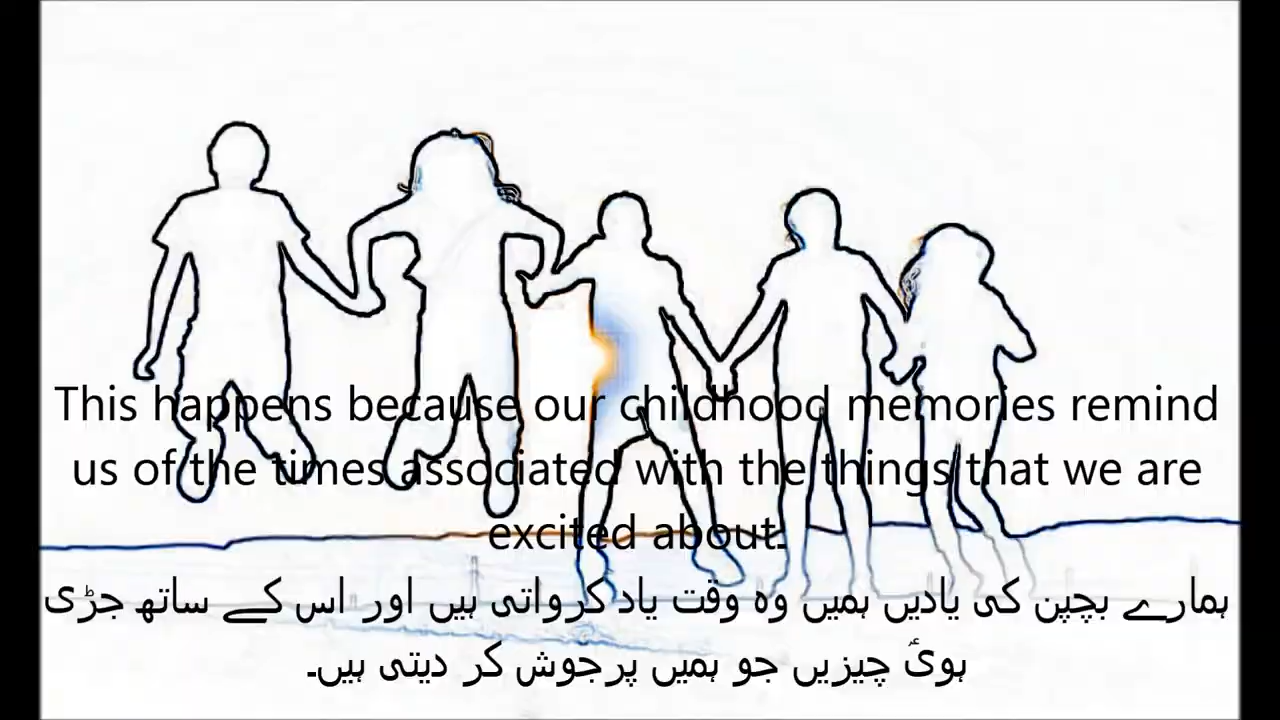 This happens because our childhood memories remind
us of the times associated with the things that we are
excited about.
ہمارے بچپن کی یادیں ہمیں وہ وقت یاد کرواتی ہیں اور اس کے ساتھ جڑی
ہوئ چیزیں جو ہمیں پرجوش کر دیتی ہیں۔